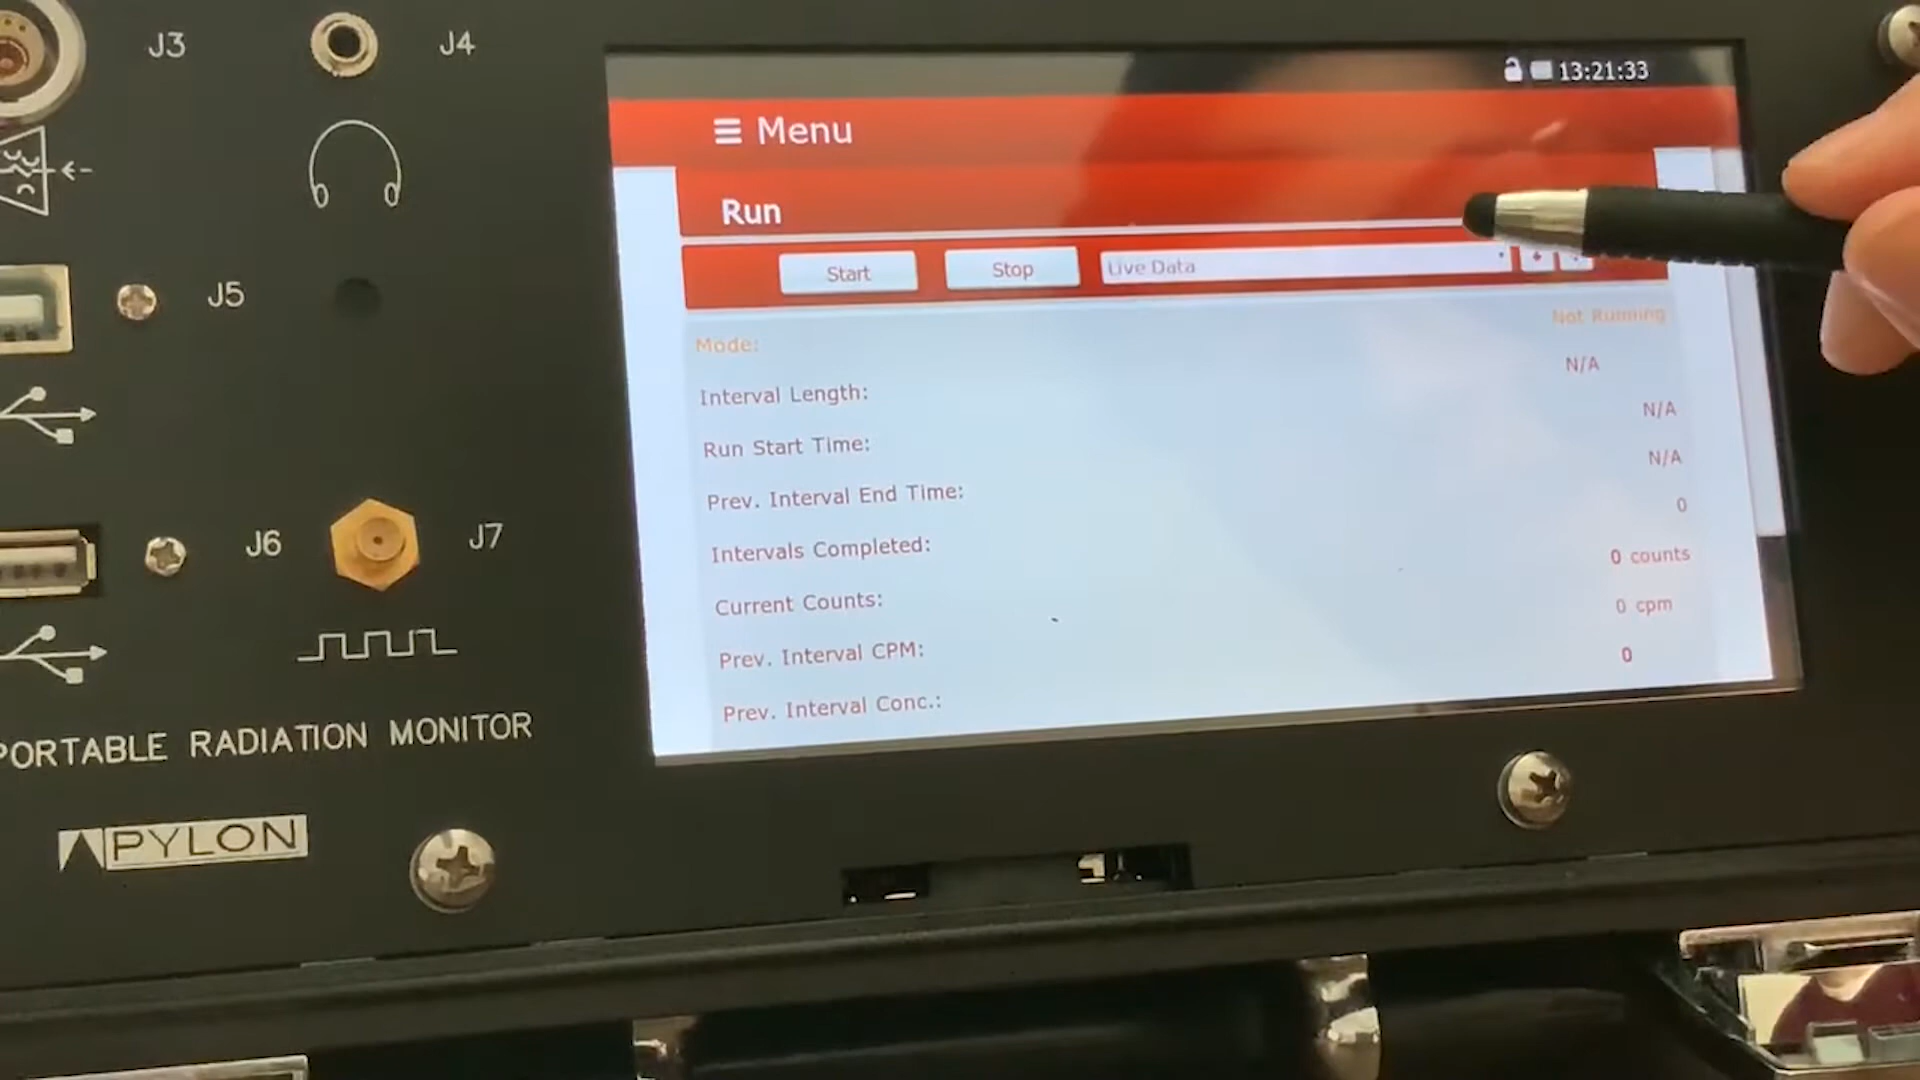 J3
J4
J5
J6
J7
PORTABLE RADIATION MONITOR
PYLON
13:21:33
Menu
Run
Start
Stop
Live Data
Mode: Not Running
Interval Length: N/A
Run Start Time: N/A
Prev. Interval End Time: N/A
Intervals Completed: 0
Current Counts: 0 counts
Prev. Interval CPM: 0 cpm
Prev. Interval Conc.: 0